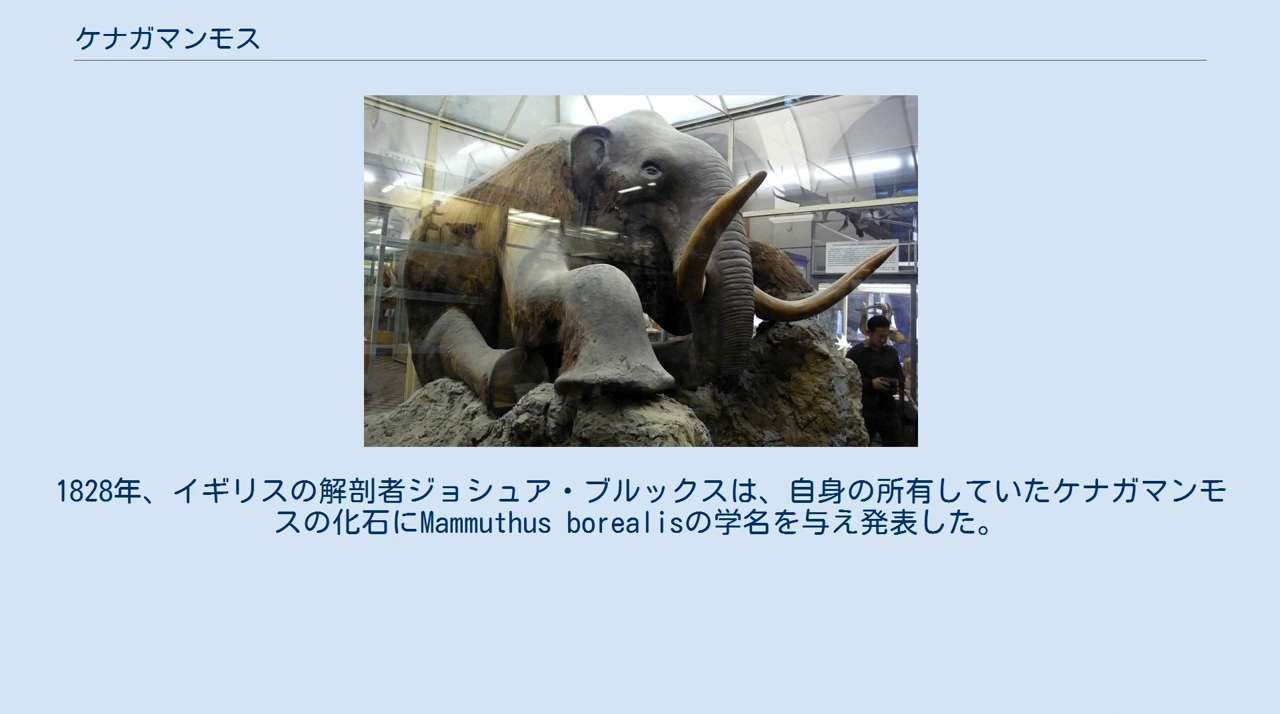 ケナガマンモス
1828年、イギリスの解剖者ジョシュア・ブルックスは、自身の所有していたケナガマンモ
スの化石にMammuthus borealisの学名を与え発表した。